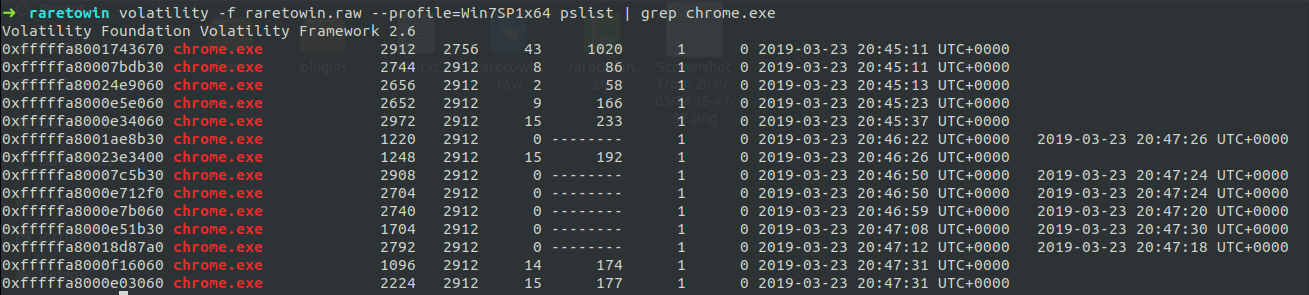 ➜ raretowin volatility -f raretowin.raw --profile=Win7SP1x64 pslist | grep chrome.exe
Volatility Foundation Volatility Framework 2.6
0xfffffa8001743670 chrome.exe 2912 2756 43 1020 1 0 2019-03-23 20:45:11 UTC+0000
0xfffffa80007bdb30 chrome.exe 2744 2912 8 86 1 0 2019-03-23 20:45:11 UTC+0000
0xfffffa80024e9060 chrome.exe 2656 2912 2 58 1 0 2019-03-23 20:45:13 UTC+0000
0xfffffa8000e5e060 chrome.exe 2652 2912 9 166 1 0 2019-03-23 20:45:23 UTC+0000
0xfffffa8000e34060 chrome.exe 2972 2912 15 233 1 0 2019-03-23 20:45:37 UTC+0000
0xfffffa8001ae8b30 chrome.exe 1220 2912 0 -------- 1 0 2019-03-23 20:46:22 UTC+0000 2019-03-23 20:47:26 UTC+0000
0xfffffa80023e3400 chrome.exe 1248 2912 15 192 1 0 2019-03-23 20:46:26 UTC+0000
0xfffffa80007c5b30 chrome.exe 2908 2912 0 -------- 1 0 2019-03-23 20:46:50 UTC+0000 2019-03-23 20:47:24 UTC+0000
0xfffffa8000e712f0 chrome.exe 2704 2912 0 -------- 1 0 2019-03-23 20:46:50 UTC+0000 2019-03-23 20:47:24 UTC+0000
0xfffffa8000e7b060 chrome.exe 2740 2912 0 -------- 1 0 2019-03-23 20:46:59 UTC+0000 2019-03-23 20:47:20 UTC+0000
0xfffffa8000e51b30 chrome.exe 1704 2912 0 -------- 1 0 2019-03-23 20:47:08 UTC+0000 2019-03-23 20:47:30 UTC+0000
0xfffffa80018d87a0 chrome.exe 2792 2912 0 -------- 1 0 2019-03-23 20:47:12 UTC+0000 2019-03-23 20:47:18 UTC+0000
0xfffffa8000f16060 chrome.exe 1096 2912 14 174 1 0 2019-03-23 20:47:31 UTC+0000
0xfffffa8000e03060 chrome.exe 2224 2912 15 177 1 0 2019-03-23 20:47:31 UTC+0000
plugins